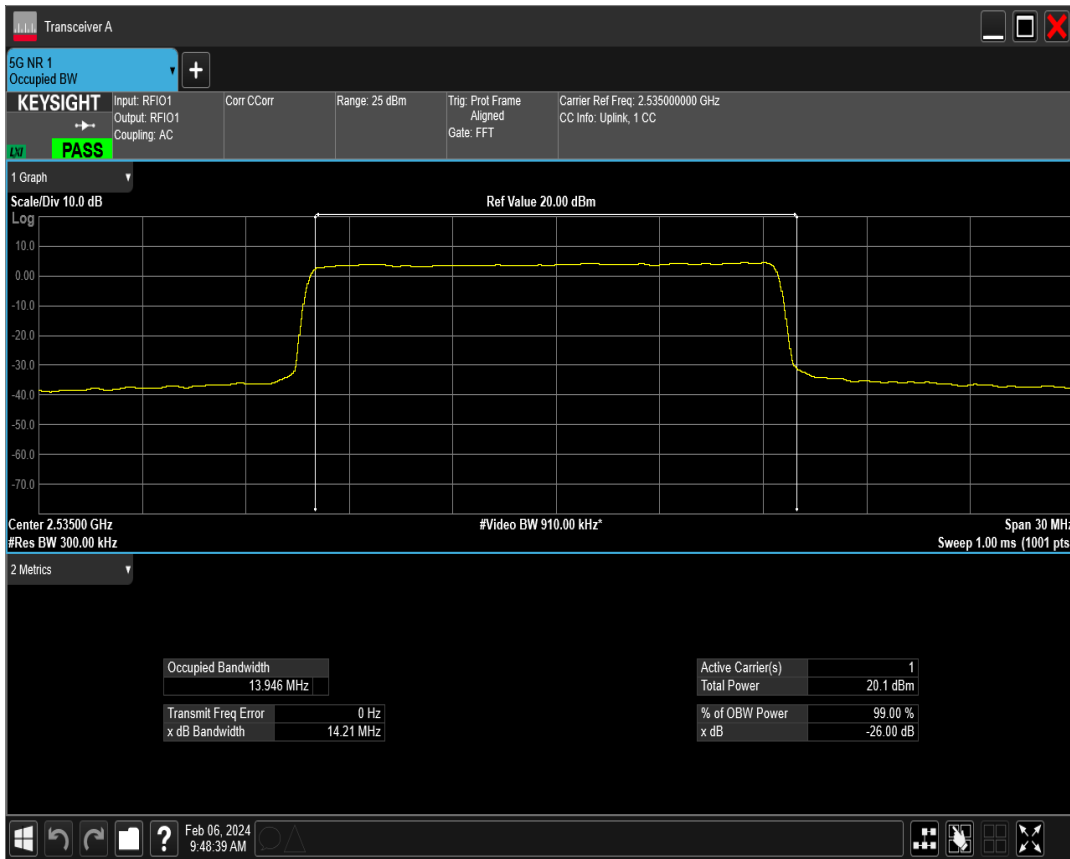 Transceiver A
5G NR 1
Occupied BW
KEYSIGHT
LXI
PASS
Input: RFIO1
Output: RFIO1
Coupling: AC
Corr CCorr
Range: 25 dBm
Trig: Prot Frame
Aligned
Gate: FFT
Carrier Ref Freq: 2.535000000 GHz
CC Info: Uplink, 1 CC
1 Graph
Scale/Div 10.0 dB
Ref Value 20.00 dBm
Log
10.0
0.00
-10.0
-20.0
-30.0
-40.0
-50.0
-60.0
-70.0
Center 2.53500 GHz
#Video BW 910.00 kHz*
Span 30 MHz
#Res BW 300.00 kHz
Sweep 1.00 ms (1001 pts
2 Metrics
Occupied Bandwidth
13.946 MHz
Transmit Freq Error 0 Hz
x dB Bandwidth 14.21 MHz
Active Carrier(s) 1
Total Power 20.1 dBm
% of OBW Power 99.00 %
x dB -26.00 dB
?
Feb 06, 2024
9:48:39 AM